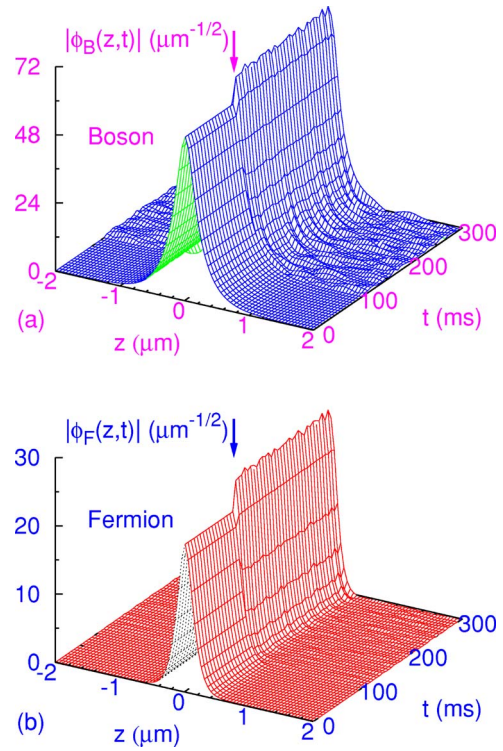 |ϕB(z,t)| (μm-1/2)
72
48
24
0
Boson
-2
-1
0
1
2
z (μm)
0
100
200
300
t (ms)
(a)
|ϕF(z,t)| (μm-1/2)
30
20
10
0
Fermion
-2
-1
0
1
2
z (μm)
0
100
200
300
t (ms)
(b)